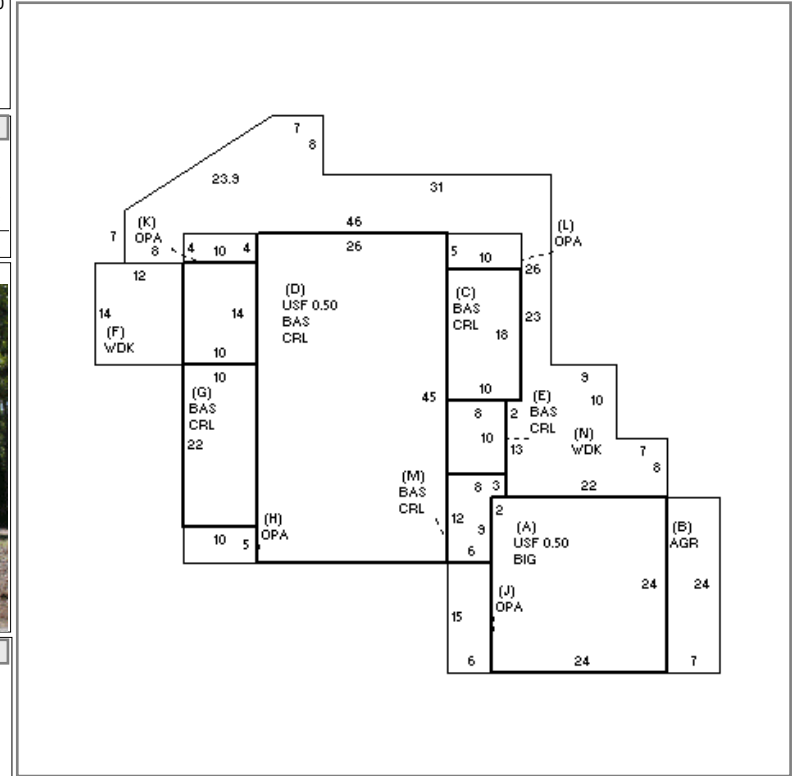 7
8
23.9
31
46
7
(K)
OPA
8
4 10 4
26
5 10
(L)
OPA
12
26
14
(F)
WDK
14
(D)
USF 0.50
BAS
CRL
(C)
BAS
CRL
18
23
10
10
10
9
10
(G)
BAS
CRL
22
45
8
2
(E)
BAS
CRL
10
13
(N)
WDK
7
8
(M)
BAS
CRL
8 3
22
12
9
6
2
(A)
USF 0.50
BIG
(B)
AGR
10 5
(H)
OPA
24
24
(J)
OPA
15
6
24
7